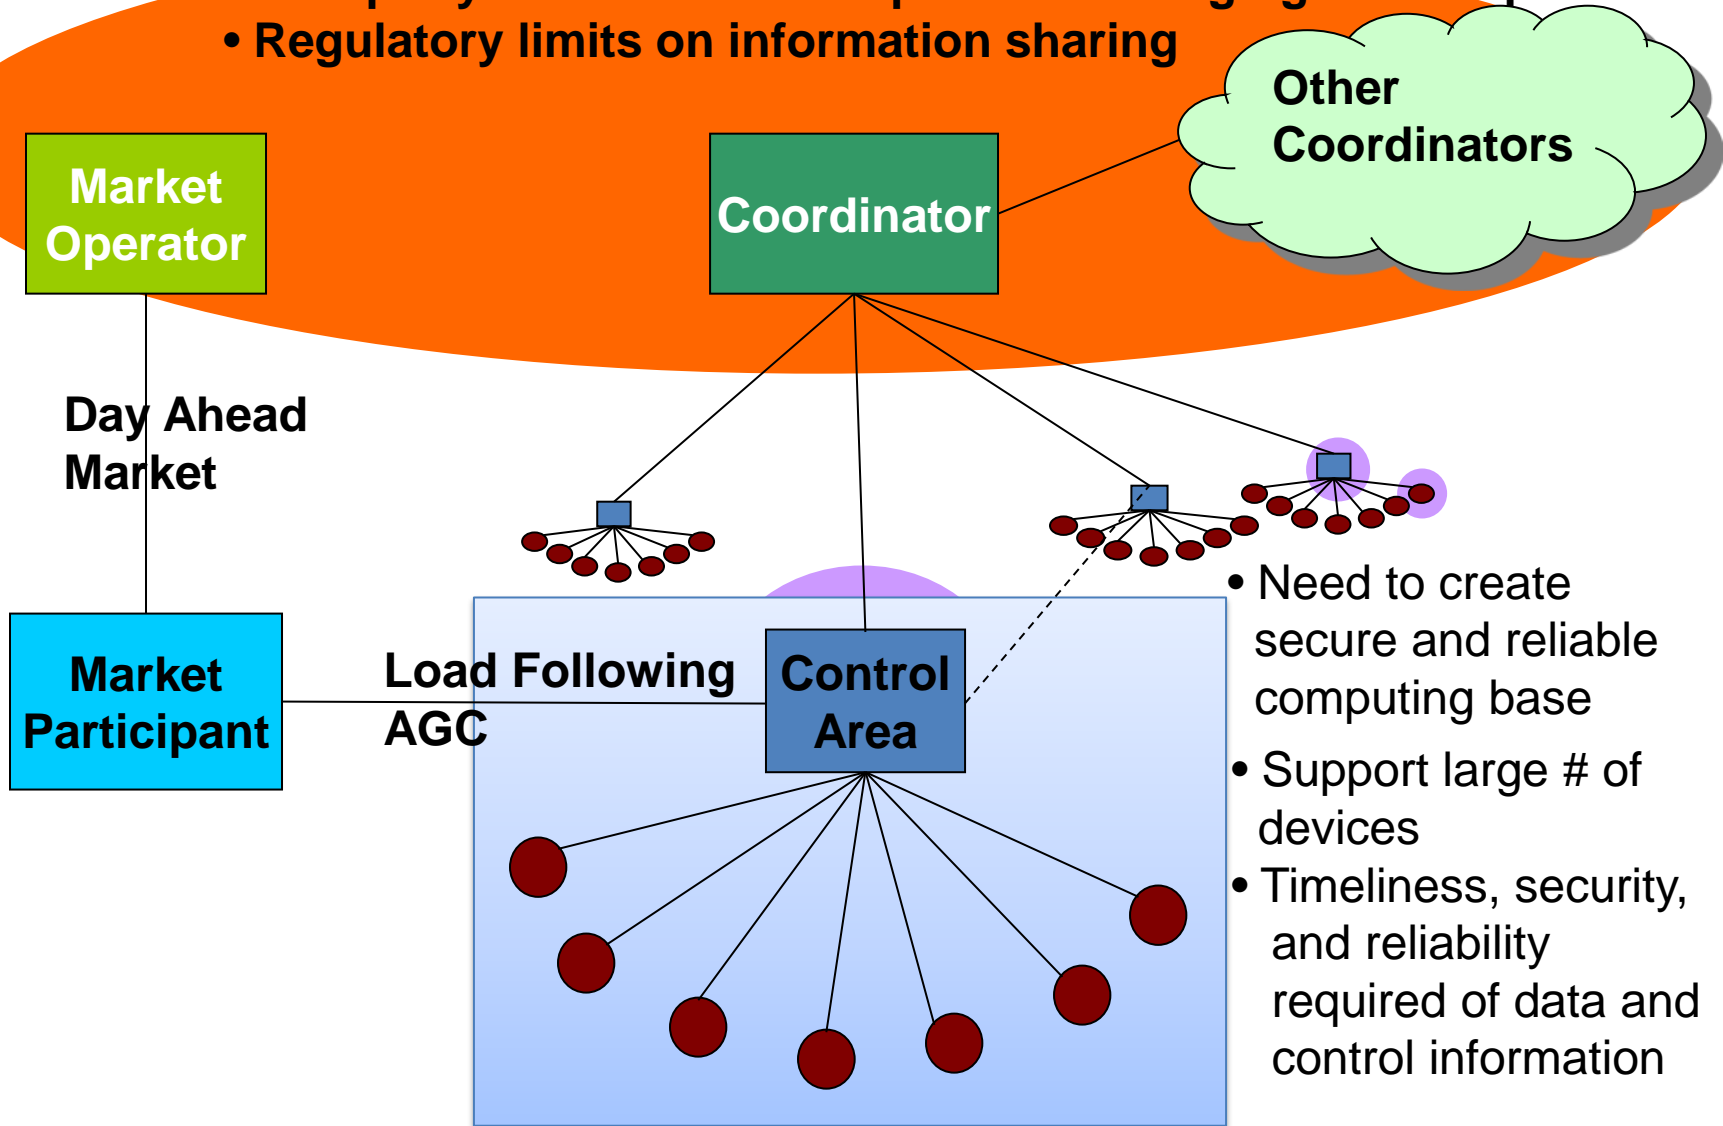 • Regulatory limits on information sharing
Other
Coordinators
Market
Operator
Coordinator
Day Ahead
Market
Market
Participant
Load Following
AGC
Control
Area
• Need to create
secure and reliable
computing base
• Support large # of
devices
• Timeliness, security,
and reliability
required of data and
control information